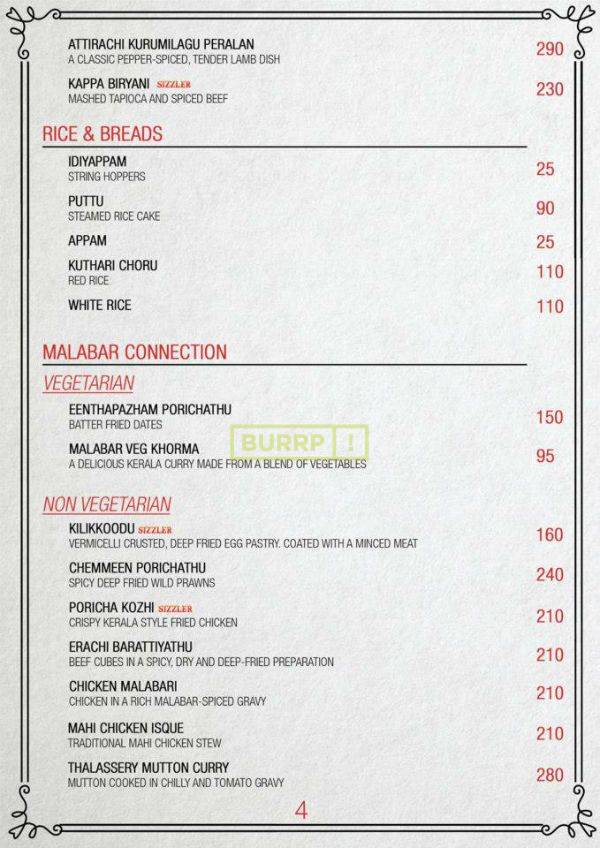 ATTIRACHI KURUMILAGU PERALAN 290
A CLASSIC PEPPER-SPICED, TENDER LAMB DISH
KAPPA BIRYANI SIZZLER 230
MASHED TAPIOCA AND SPICED BEEF
RICE & BREADS
IDIYAPPAM 25
STRING HOPPERS
PUTTU 90
STEAMED RICE CAKE
APPAM 25
KUTHARI CHORU 110
RED RICE
WHITE RICE 110
MALABAR CONNECTION
VEGETARIAN
EENTHAPAZHAM PORICHATHU 150
BATTER FRIED DATES
BURRP!
MALABAR VEG KHORMA 95
A DELICIOUS KERALA CURRY MADE FROM A BLEND OF VEGETABLES
NON VEGETARIAN
KILIKKOODU SIZZLER 160
VERMICELLI CRUSTED, DEEP FRIED EGG PASTRY. COATED WITH A MINCED MEAT
CHEMMEEN PORICHATHU 240
SPICY DEEP FRIED WILD PRAWNS
PORICHA KOZHI SIZZLER 210
CRISPY KERALA STYLE FRIED CHICKEN
ERACHI BARATTIYATHU 210
BEEF CUBES IN A SPICY, DRY AND DEEP-FRIED PREPARATION
CHICKEN MALABARI 210
CHICKEN IN A RICH MALABAR-SPICED GRAVY
MAHI CHICKEN ISQUE 210
TRADITIONAL MAHI CHICKEN STEW
THALASSERY MUTTON CURRY 280
MUTTON COOKED IN CHILLY AND TOMATO GRAVY
4